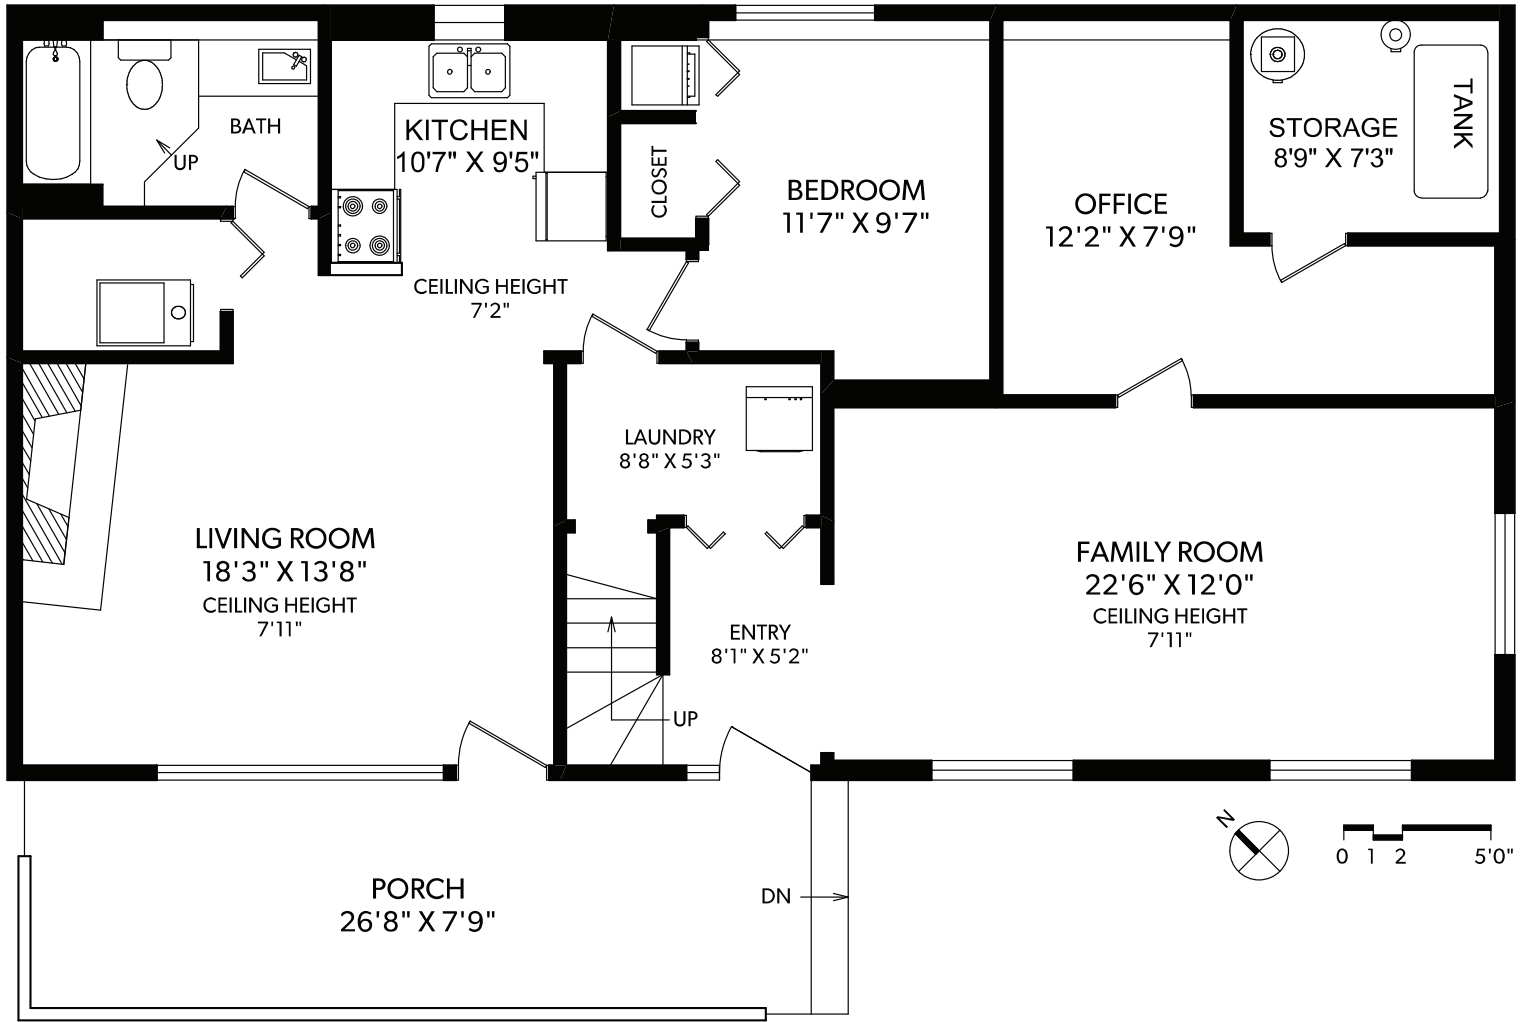 BATH
UP
KITCHEN
10'7" X 9'5"
CEILING HEIGHT
7'2"
CLOSET
BEDROOM
11'7" X 9'7"
OFFICE
12'2" X 7'9"
STORAGE
8'9" X 7'3"
TANK
LAUNDRY
8'8" X 5'3"
LIVING ROOM
18'3" X 13'8"
CEILING HEIGHT
7'11"
ENTRY
8'1" X 5'2"
UP
FAMILY ROOM
22'6" X 12'0"
CEILING HEIGHT
7'11"
PORCH
26'8" X 7'9"
DN
N
0 1 2 5'0"